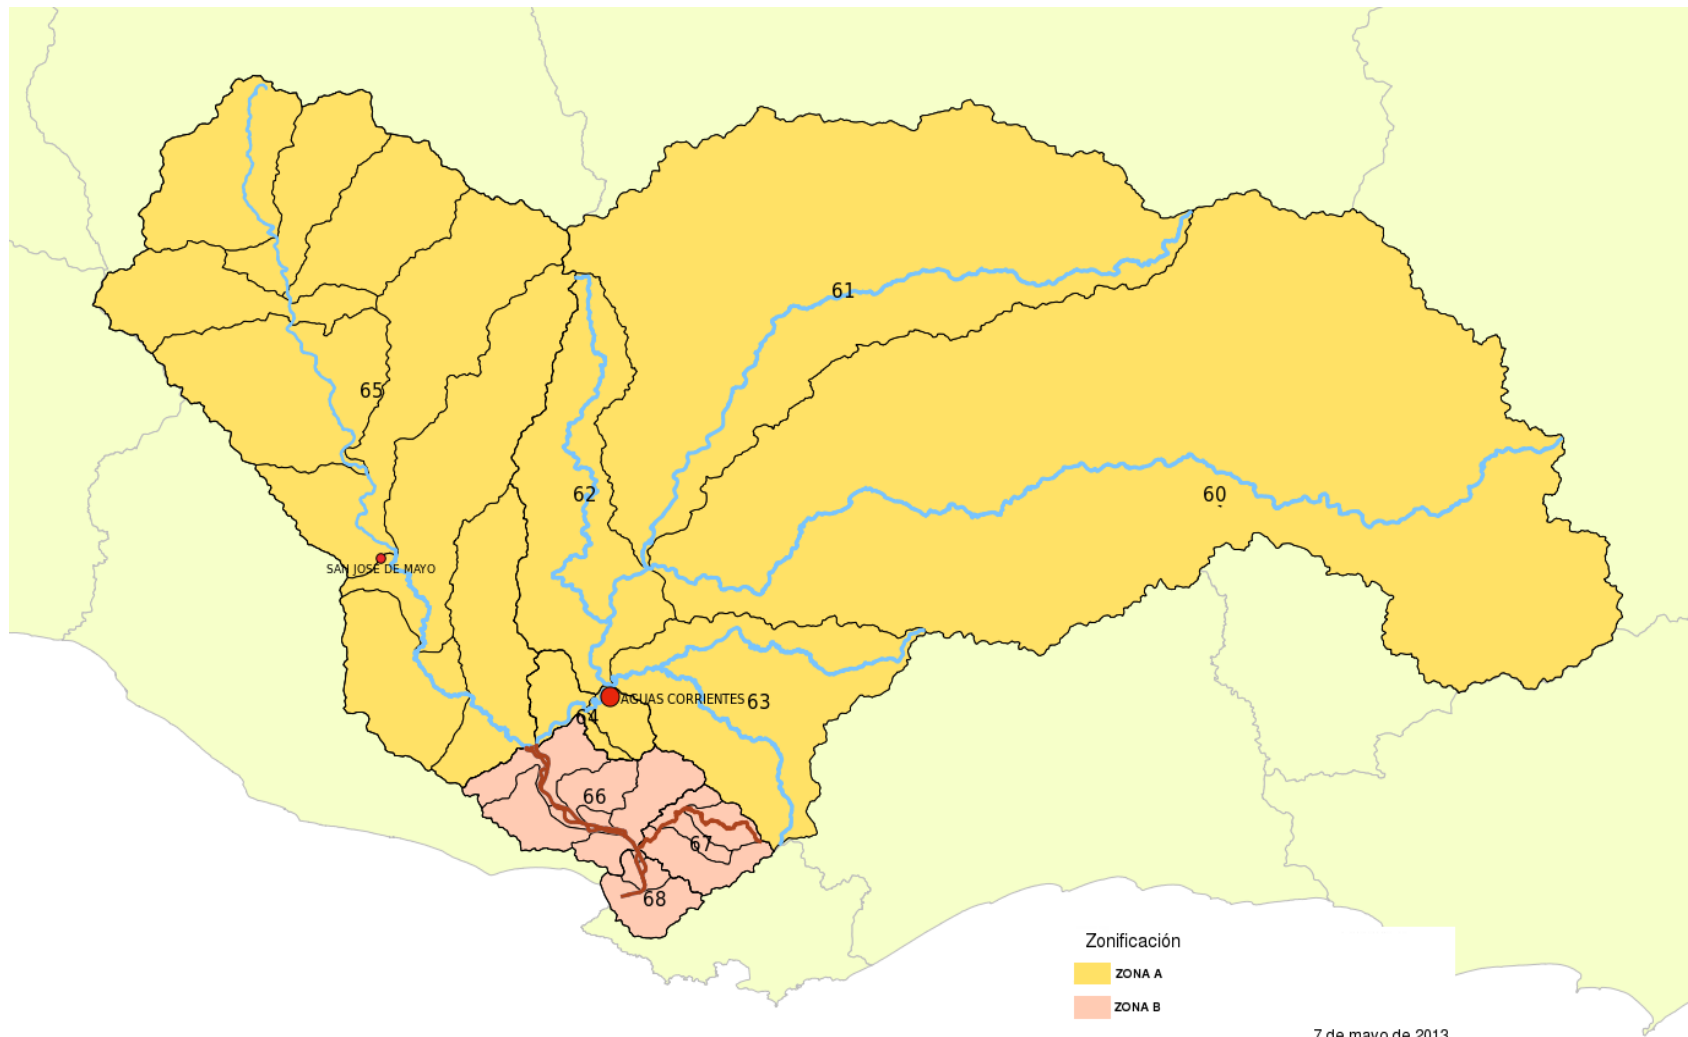 61
65
62
60
SAN JOSÉ DE MAYO
AGUAS CORRIENTES
63
64
66
67
68
Zonificación
ZONA A
ZONA B
7 de mayo de 2013